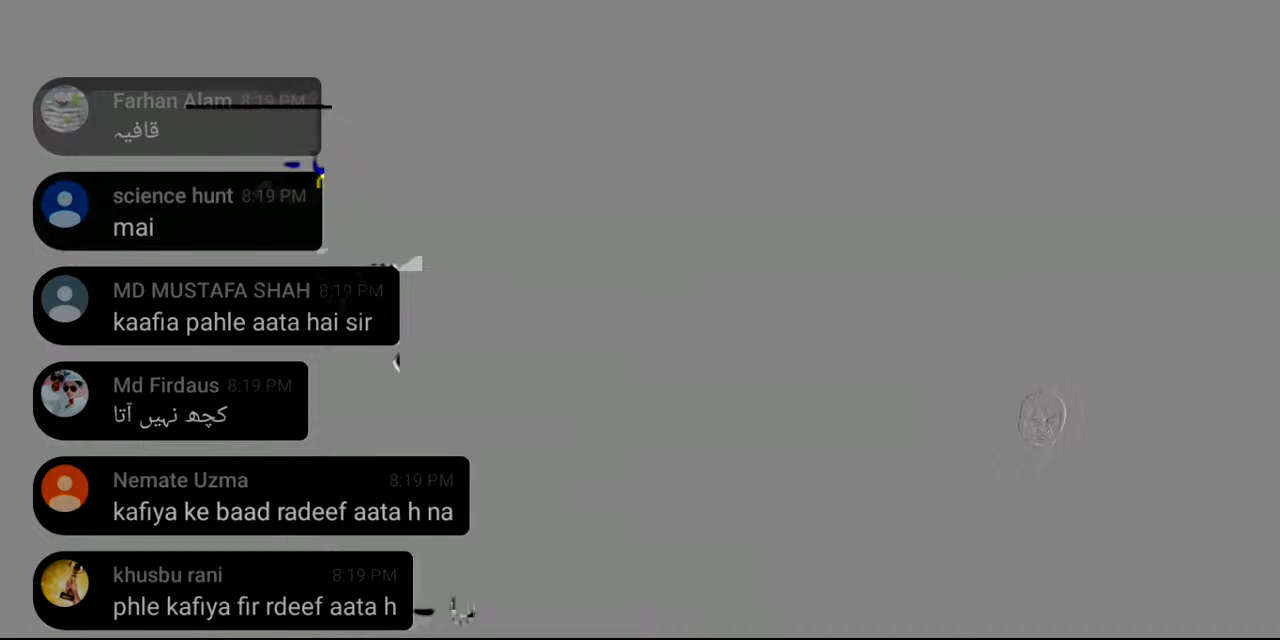 Farhan Alam 8:19 PM
قافیہ
science hunt 8:19 PM
mai
MD MUSTAFA SHAH 8:19 PM
kaafia pahle aata hai sir
Md Firdaus 8:19 PM
کچھ نہیں آتا
Nemate Uzma 8:19 PM
kafiya ke baad radeef aata h na
khusbu rani 8:19 PM
phle kafiya fir rdeef aata h